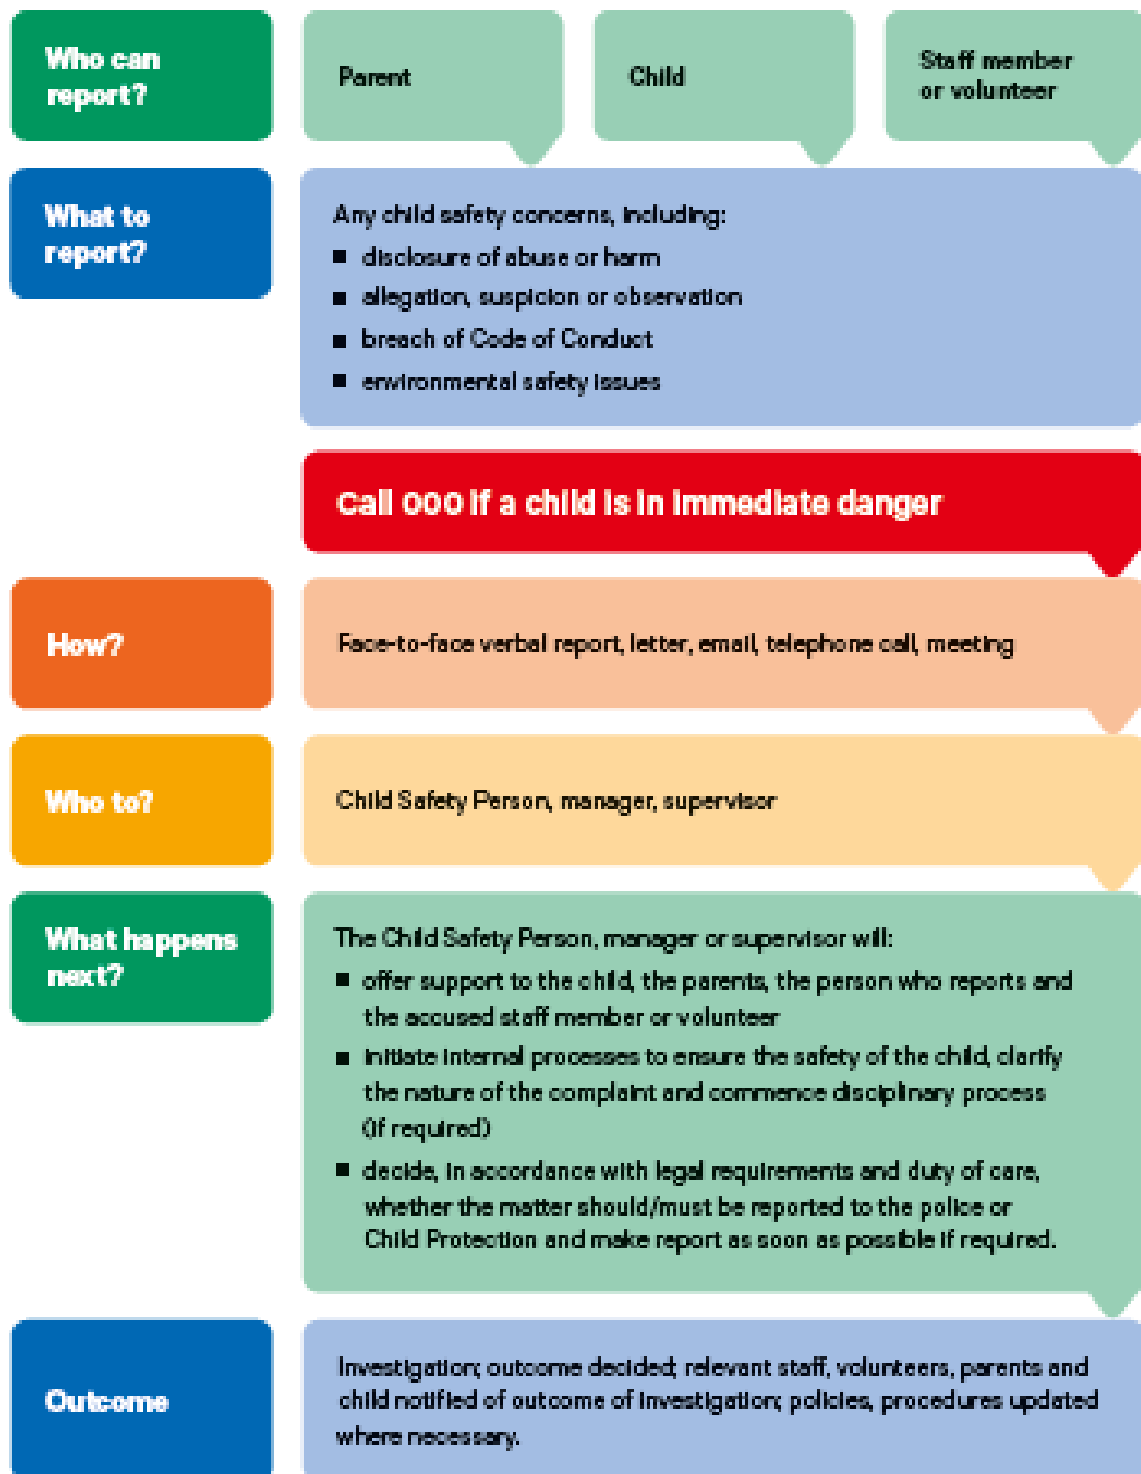 Who can
report?
Parent
Child
Staff member
or volunteer
What to
report?
Any child safety concerns, including:
■ disclosure of abuse or harm
■ allegation, suspicion or observation
■ breach of Code of Conduct
■ environmental safety issues
Call 000 if a child is in immediate danger
How?
Face-to-face verbal report, letter, email, telephone call, meeting
Who to?
Child Safety Person, manager, supervisor
What happens
next?
The Child Safety Person, manager or supervisor will:
■ offer support to the child, the parents, the person who reports and
the accused staff member or volunteer
■ initiate internal processes to ensure the safety of the child, clarify
the nature of the complaint and commence disciplinary process
(if required)
■ decide, in accordance with legal requirements and duty of care,
whether the matter should/must be reported to the police or
Child Protection and make report as soon as possible if required.
Outcome
Investigation; outcome decided; relevant staff, volunteers, parents and
child notified of outcome of investigation; policies, procedures updated
where necessary.